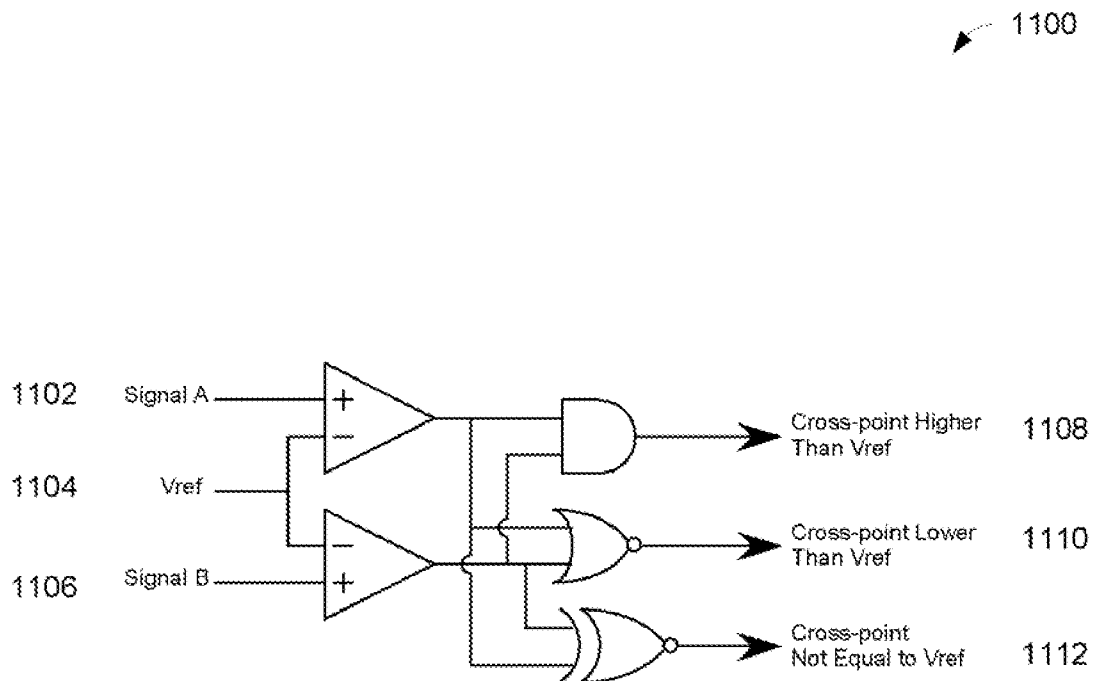 1100
1102 Signal A
+
−
1104 Vref
−
+
1106 Signal B
Cross-point Higher
Than Vref
1108
Cross-point Lower
Than Vref
1110
Cross-point
Not Equal to Vref
1112